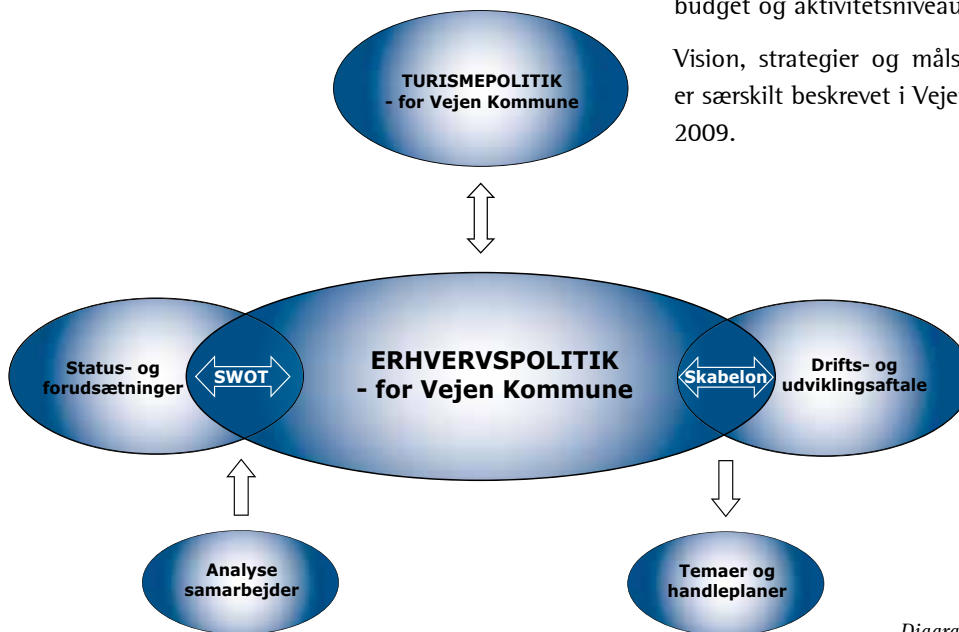 budget og aktivitetsniveau
Vision, strategier og måls
er særskilt beskrevet i Veje
2009.
TURISMEPOLITIK
- for Vejen Kommune
Status- og
forudsætninger
SWOT
ERHVERVSPOLITIK
- for Vejen Kommune
Skabelon
Drifts- og
udviklingsaftale
Analyse
samarbejder
Temaer og
handleplaner